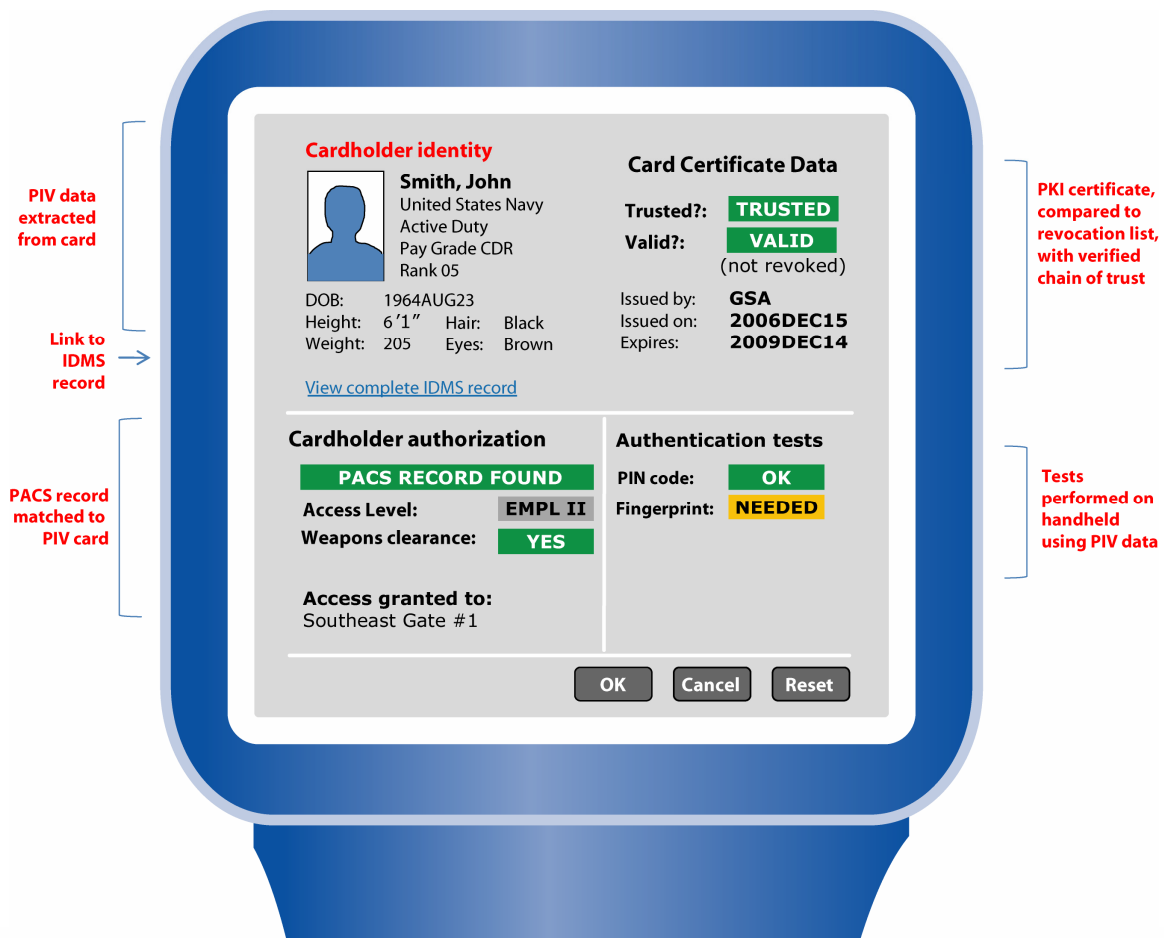 PIV data
extracted
from card
Link to
IDMS
record
PACS record
matched to
PIV card
Cardholder identity
Smith, John
United States Navy
Active Duty
Pay Grade CDR
Rank 05
DOB: 1964AUG23
Height: 6 ’1” Hair: Black
Weight: 205 Eyes: Brown
View complete IDMS record
Card Certificate Data
Trusted?: TRUSTED
Valid?: VALID
(not revoked)
Issued by: GSA
Issued on: 2006DEC15
Expires: 2009DEC14
Cardholder authorization
PACS RECORD FOUND
Access Level: EMPL II
Weapons clearance: YES
Access granted to:
Southeast Gate #1
Authentication tests
PIN code: OK
Fingerprint: NEEDED
OK Cancel Reset
PKI certificate,
compared to
revocation list,
with verified
chain of trust
Tests
performed on
handheld
using PIV data